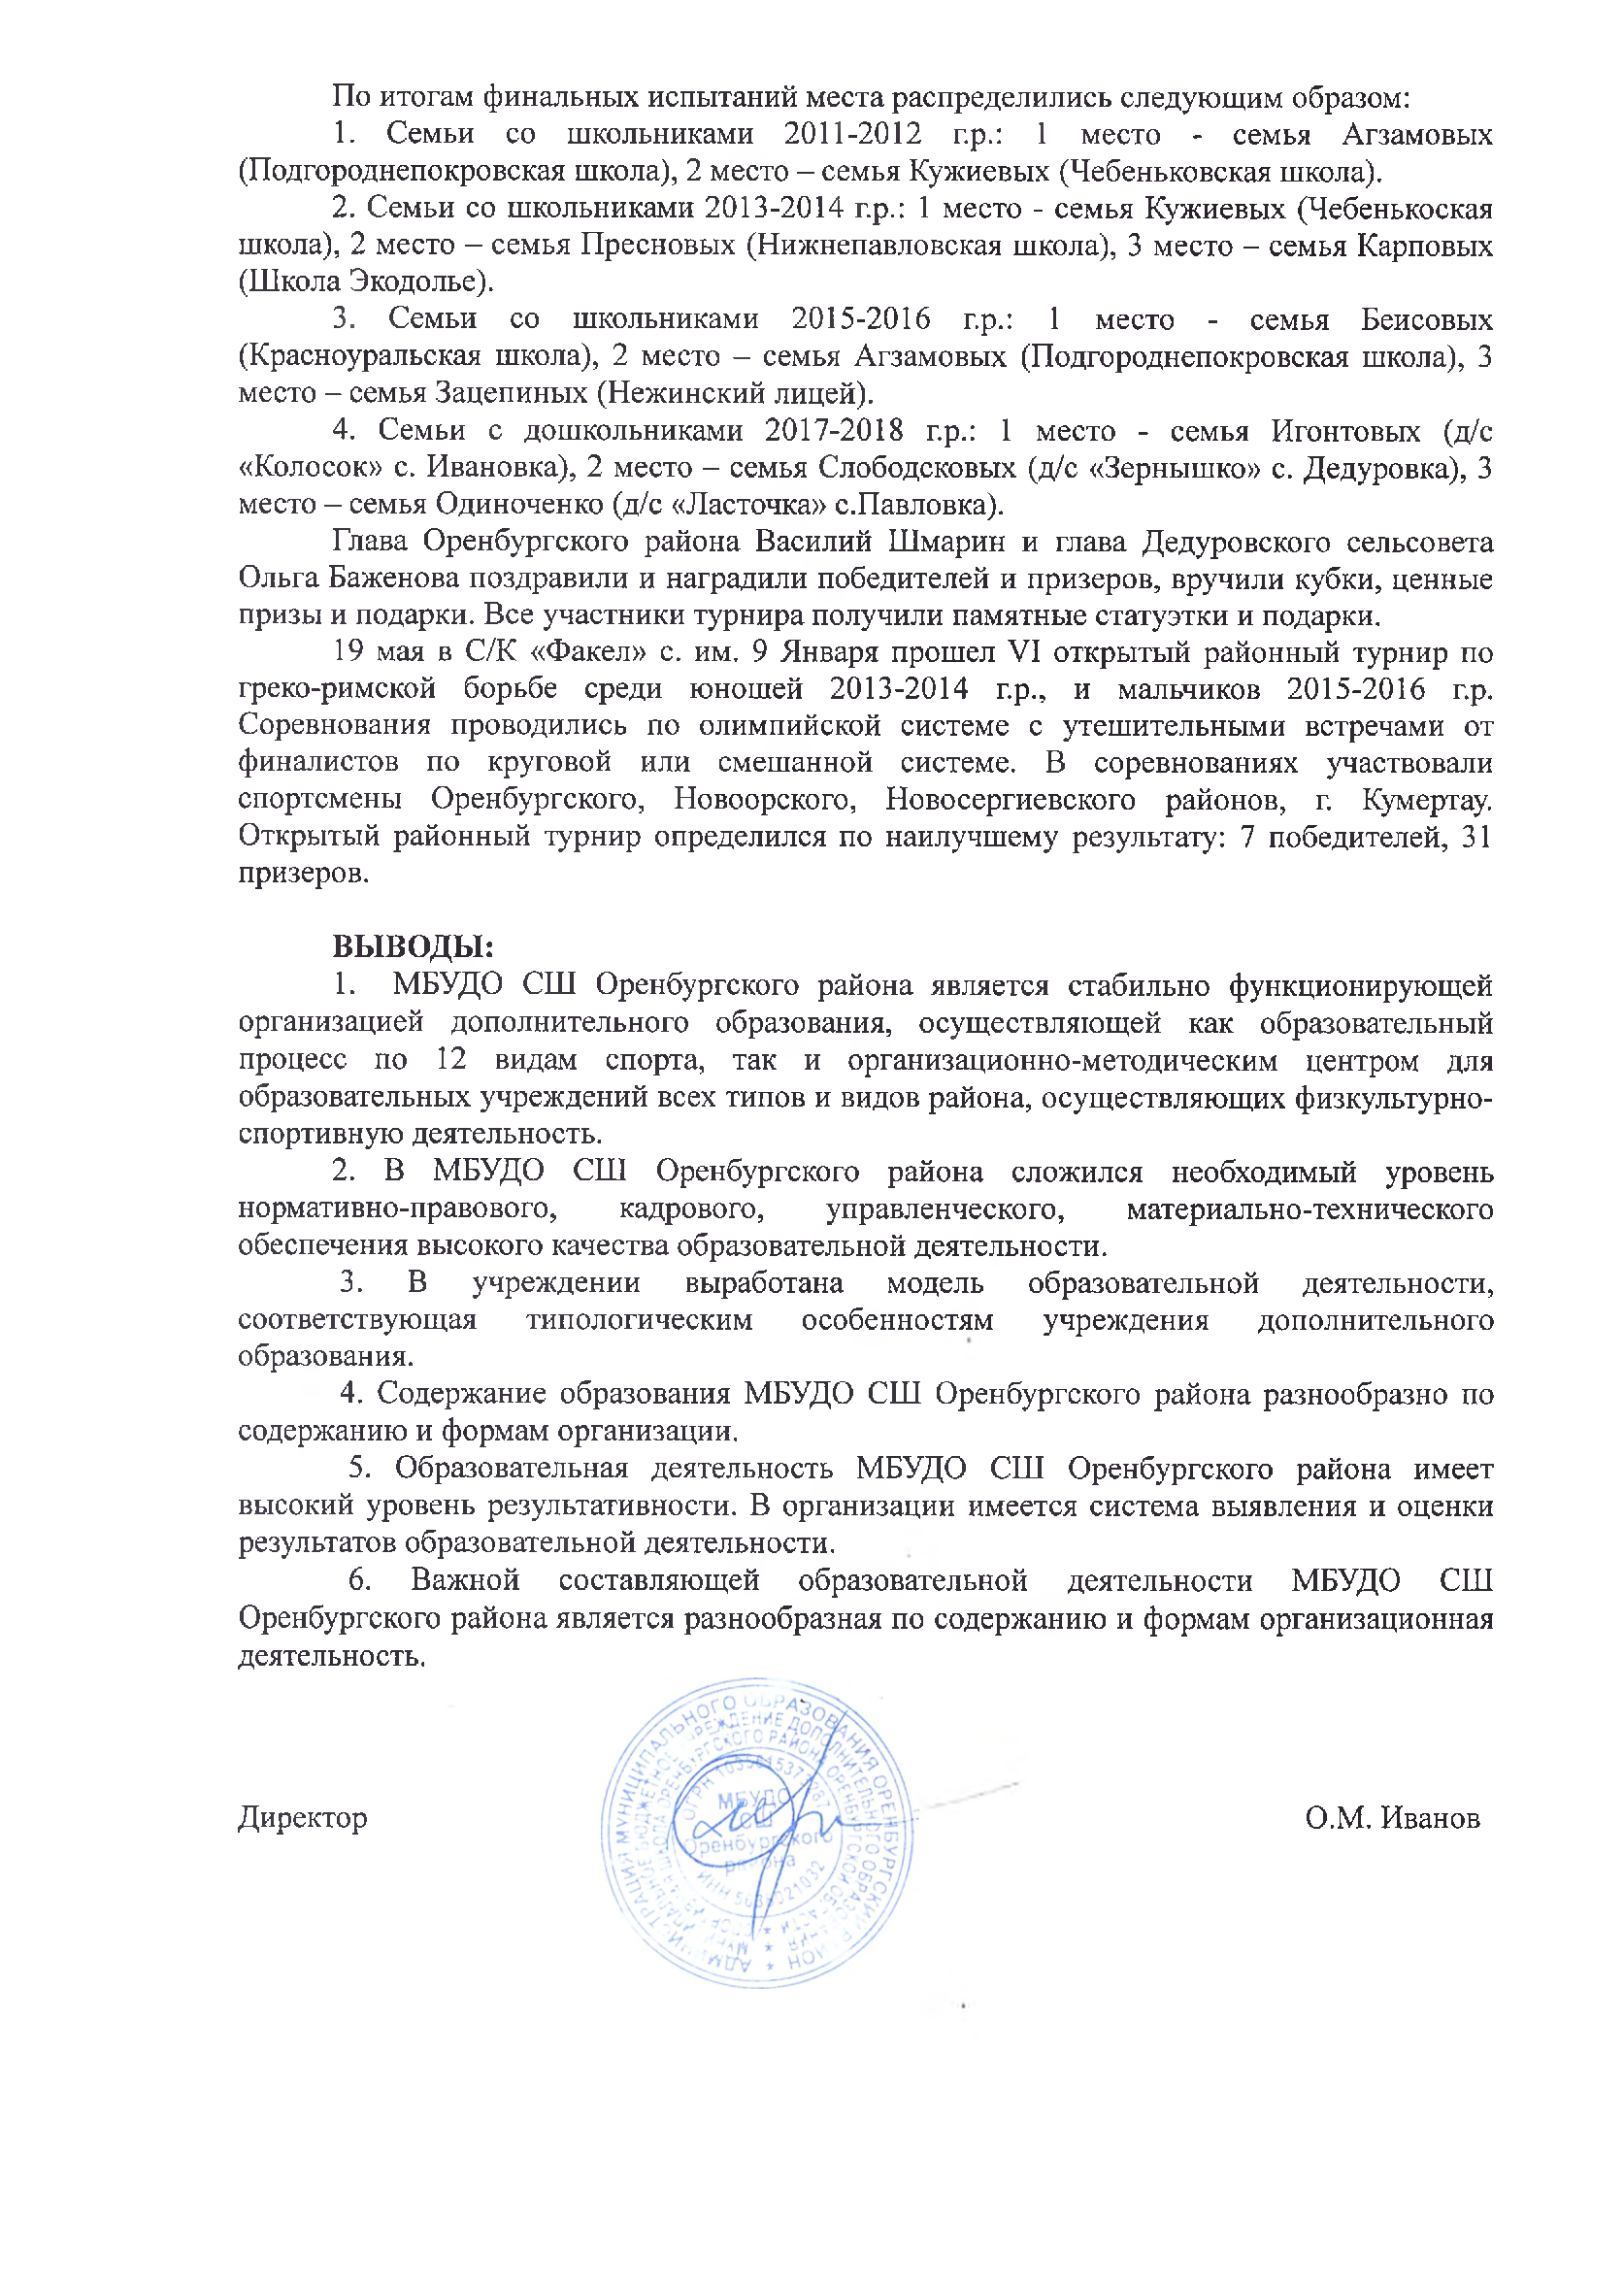 По итогам финальных испытаний места распределились следующим образом:
1. Семьи со школьниками 2011-2012 г.р.: 1 место - семья Агзамовых
(Подгороднепокровская школа), 2 место – семья Кужиевых (Чебеньковская школа).
2. Семьи со школьниками 2013-2014 г.р.: 1 место - семья Кужиевых (Чебенькоская
школа), 2 место – семья Пресновых (Нижнепавловская школа), 3 место – семья Карповых
(Школа Экодолье).
3. Семьи со школьниками 2015-2016 г.р.: 1 место - семья Беисовых
(Красноуральская школа), 2 место – семья Агзамовых (Подгороднепокровская школа), 3
место – семья Зацепиных (Нежинский лицей).
4. Семьи с дошкольниками 2017-2018 г.р.: 1 место - семья Игонтовых (д/с
«Колосок» с. Ивановка), 2 место – семья Слободсковых (д/с «Зернышко» с. Дедуровка), 3
место – семья Одиноченко (д/с «Ласточка» с.Павловка).
Глава Оренбургского района Василий Шмарин и глава Дедуровского сельсовета
Ольга Баженова поздравили и наградили победителей и призеров, вручили кубки, ценные
призы и подарки. Все участники турнира получили памятные статуэтки и подарки.
19 мая в С/К «Факел» с. им. 9 Января прошел VI открытый районный турнир по
греко-римской борьбе среди юношей 2013-2014 г.р., и мальчиков 2015-2016 г.р.
Соревнования проводились по олимпийской системе с утешительными встречами от
финалистов по круговой или смешанной системе. В соревнованиях участвовали
спортсмены Оренбургского, Новоорского, Новосергиевского районов, г. Кумертау.
Открытый районный турнир определился по наилучшему результату: 7 победителей, 31
призеров.
ВЫВОДЫ:
1. МБУДО СШ Оренбургского района является стабильно функционирующей
организацией дополнительного образования, осуществляющей как образовательный
процесс по 12 видам спорта, так и организационно-методическим центром для
образовательных учреждений всех типов и видов района, осуществляющих физкультурно-
спортивную деятельность.
2. В МБУДО СШ Оренбургского района сложился необходимый уровень
нормативно-правового, кадрового, управленческого, материально-технического
обеспечения высокого качества образовательной деятельности.
3. В учреждении выработана модель образовательной деятельности,
соответствующая типологическим особенностям учреждения дополнительного
образования.
4. Содержание образования МБУДО СШ Оренбургского района разнообразно по
содержанию и формам организации.
5. Образовательная деятельность МБУДО СШ Оренбургского района имеет
высокий уровень результативности. В организации имеется система выявления и оценки
результатов образовательной деятельности.
6. Важной составляющей образовательной деятельности МБУДО СШ
Оренбургского района является разнообразная по содержанию и формам организационная
деятельность.
Директор
О.М. Иванов
МБУДО
СШ
Оренбургского
района